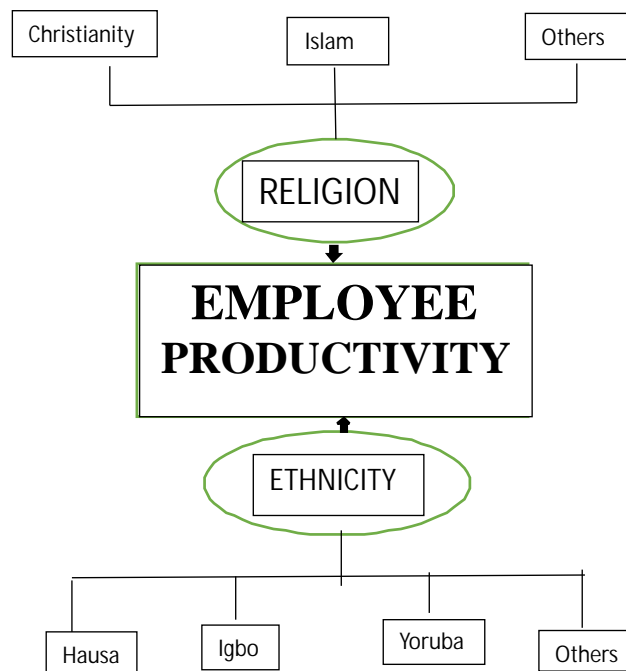 Christianity
Islam
Others
RELIGION
EMPLOYEE
PRODUCTIVITY
ETHNICITY
Hausa
Igbo
Yoruba
Others